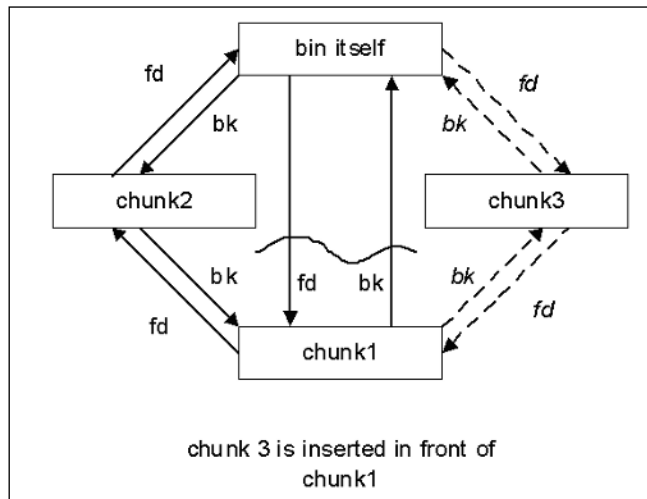 bin itself
fd
fd
bk
bk
chunk2
chunk3
bk
fd
bk
bk
fd
fd
chunk1
chunk 3 is inserted in front of
chunk1